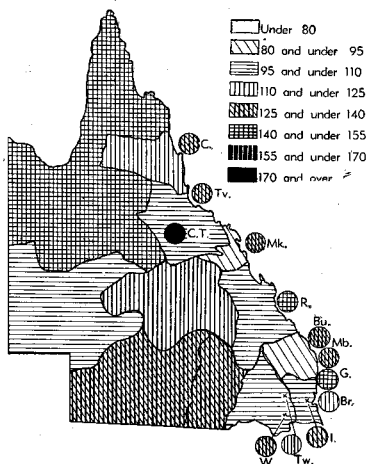 Under 80
80 and under 95
95 and under 110
110 and under 125
125 and under 140
140 and under 155
155 and under 170
170 and over
C.
Tv.
C.T.
Mk.
R.
Bu.
Mb.
G.
Br.
I.
W.
Tw.